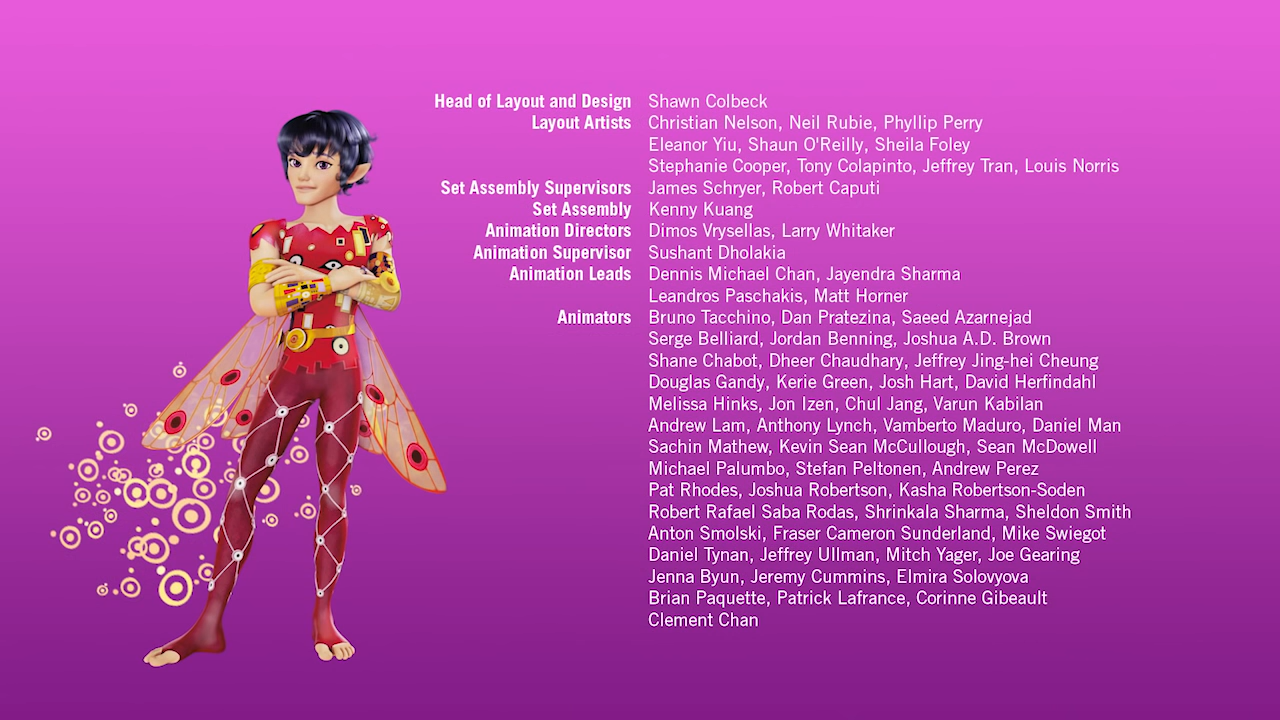 Head of Layout and Design Shawn Colbeck
Layout Artists Christian Nelson, Neil Rubie, Phyllip Perry
Eleanor Yiu, Shaun O'Reilly, Sheila Foley
Stephanie Cooper, Tony Colapinto, Jeffrey Tran, Louis Norris
Set Assembly Supervisors James Schryer, Robert Caputi
Set Assembly Kenny Kuang
Animation Directors Dimos Vrysellas, Larry Whitaker
Animation Supervisor Sushant Dholakia
Animation Leads Dennis Michael Chan, Jayendra Sharma
Leandros Paschakis, Matt Horner
Animators Bruno Tacchino, Dan Pratezina, Saeed Azarnejad
Serge Belliard, Jordan Benning, Joshua A.D. Brown
Shane Chabot, Dheer Chaudhary, Jeffrey Jing-hei Cheung
Douglas Gandy, Kerie Green, Josh Hart, David Herfindahl
Melissa Hinks, Jon Izen, Chul Jang, Varun Kabilan
Andrew Lam, Anthony Lynch, Vamberto Maduro, Daniel Man
Sachin Mathew, Kevin Sean McCullough, Sean McDowell
Michael Palumbo, Stefan Peltonen, Andrew Perez
Pat Rhodes, Joshua Robertson, Kasha Robertson-Soden
Robert Rafael Saba Rodas, Shrinkala Sharma, Sheldon Smith
Anton Smolski, Fraser Cameron Sunderland, Mike Swiegot
Daniel Tynan, Jeffrey Ullman, Mitch Yager, Joe Gearing
Jenna Byun, Jeremy Cummins, Elmira Solovyova
Brian Paquette, Patrick Lafrance, Corinne Gibeault
Clement Chan